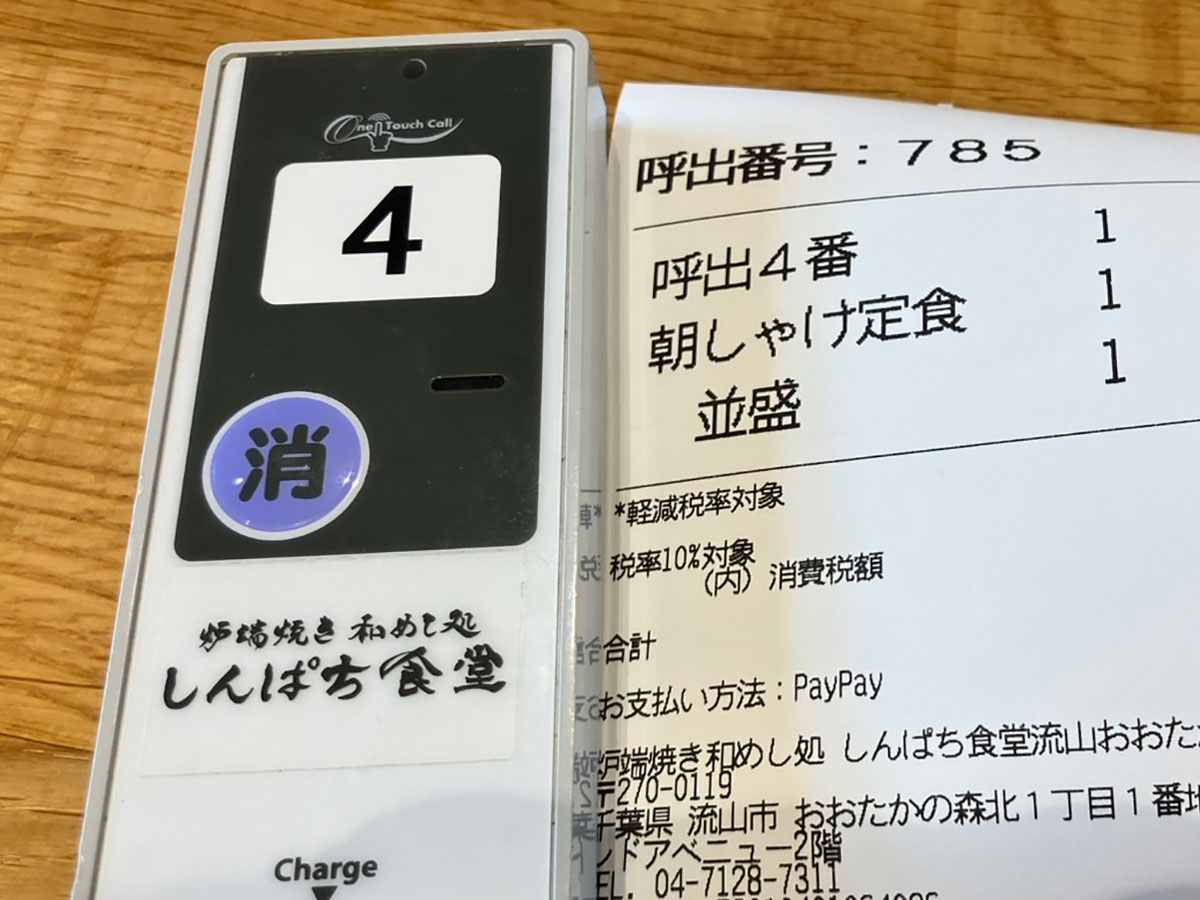 One Touch Call
4
消
炉端焼き 和めし処
しんぱち食堂
Charge
呼出番号：785
呼出4番 1
朝しゃけ定食 1
並盛 1
*軽減税率対象
税率10%対象
(内) 消費税額
合計
お支払い方法：PayPay
炉端焼き和めし処 しんぱち食堂流山おおた
〒270-0119
千葉県 流山市 おおたかの森北1丁目1番地
ンドアベニュー2階
TEL. 04-7128-7311